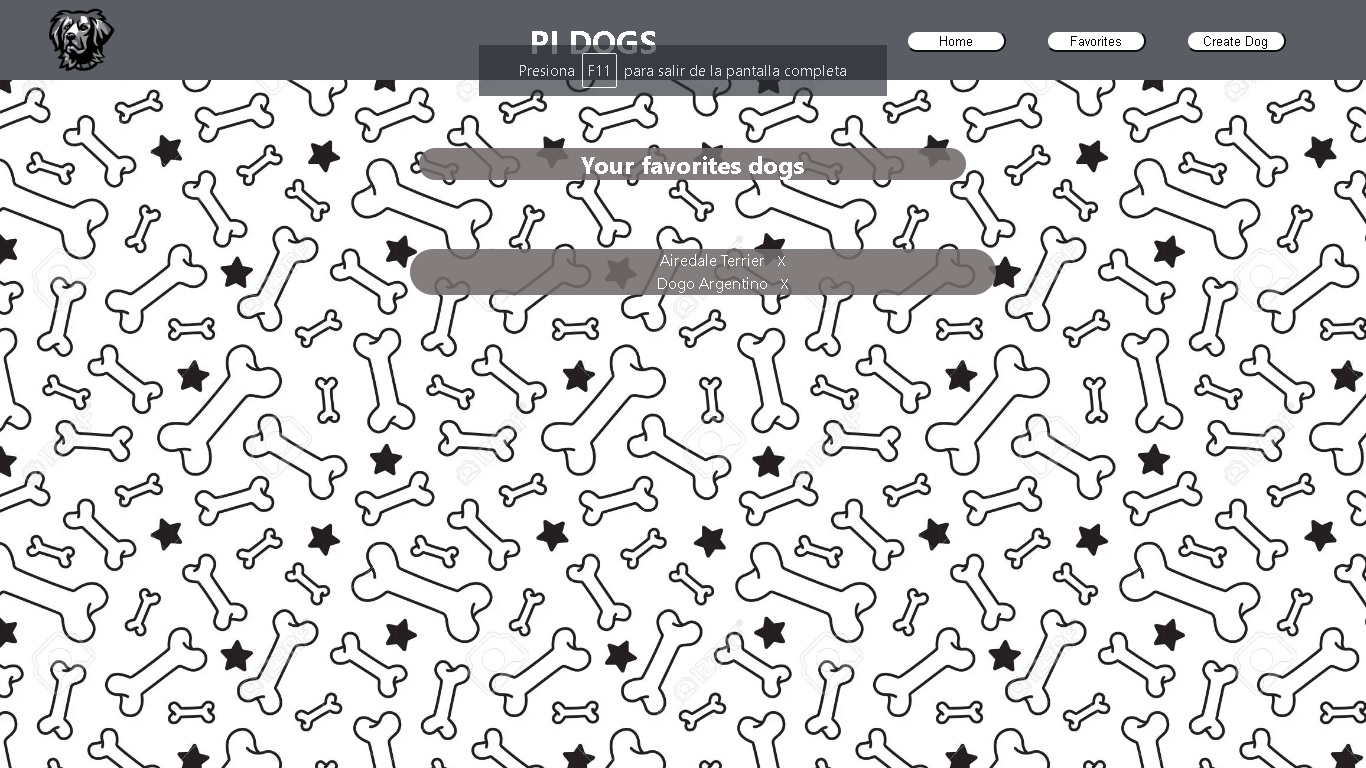 PI DOGS
Home
Favorites
Create Dog
Presiona F11 para salir de la pantalla completa
Your favorites dogs
Airedale Terrier X
Dogo Argentino X